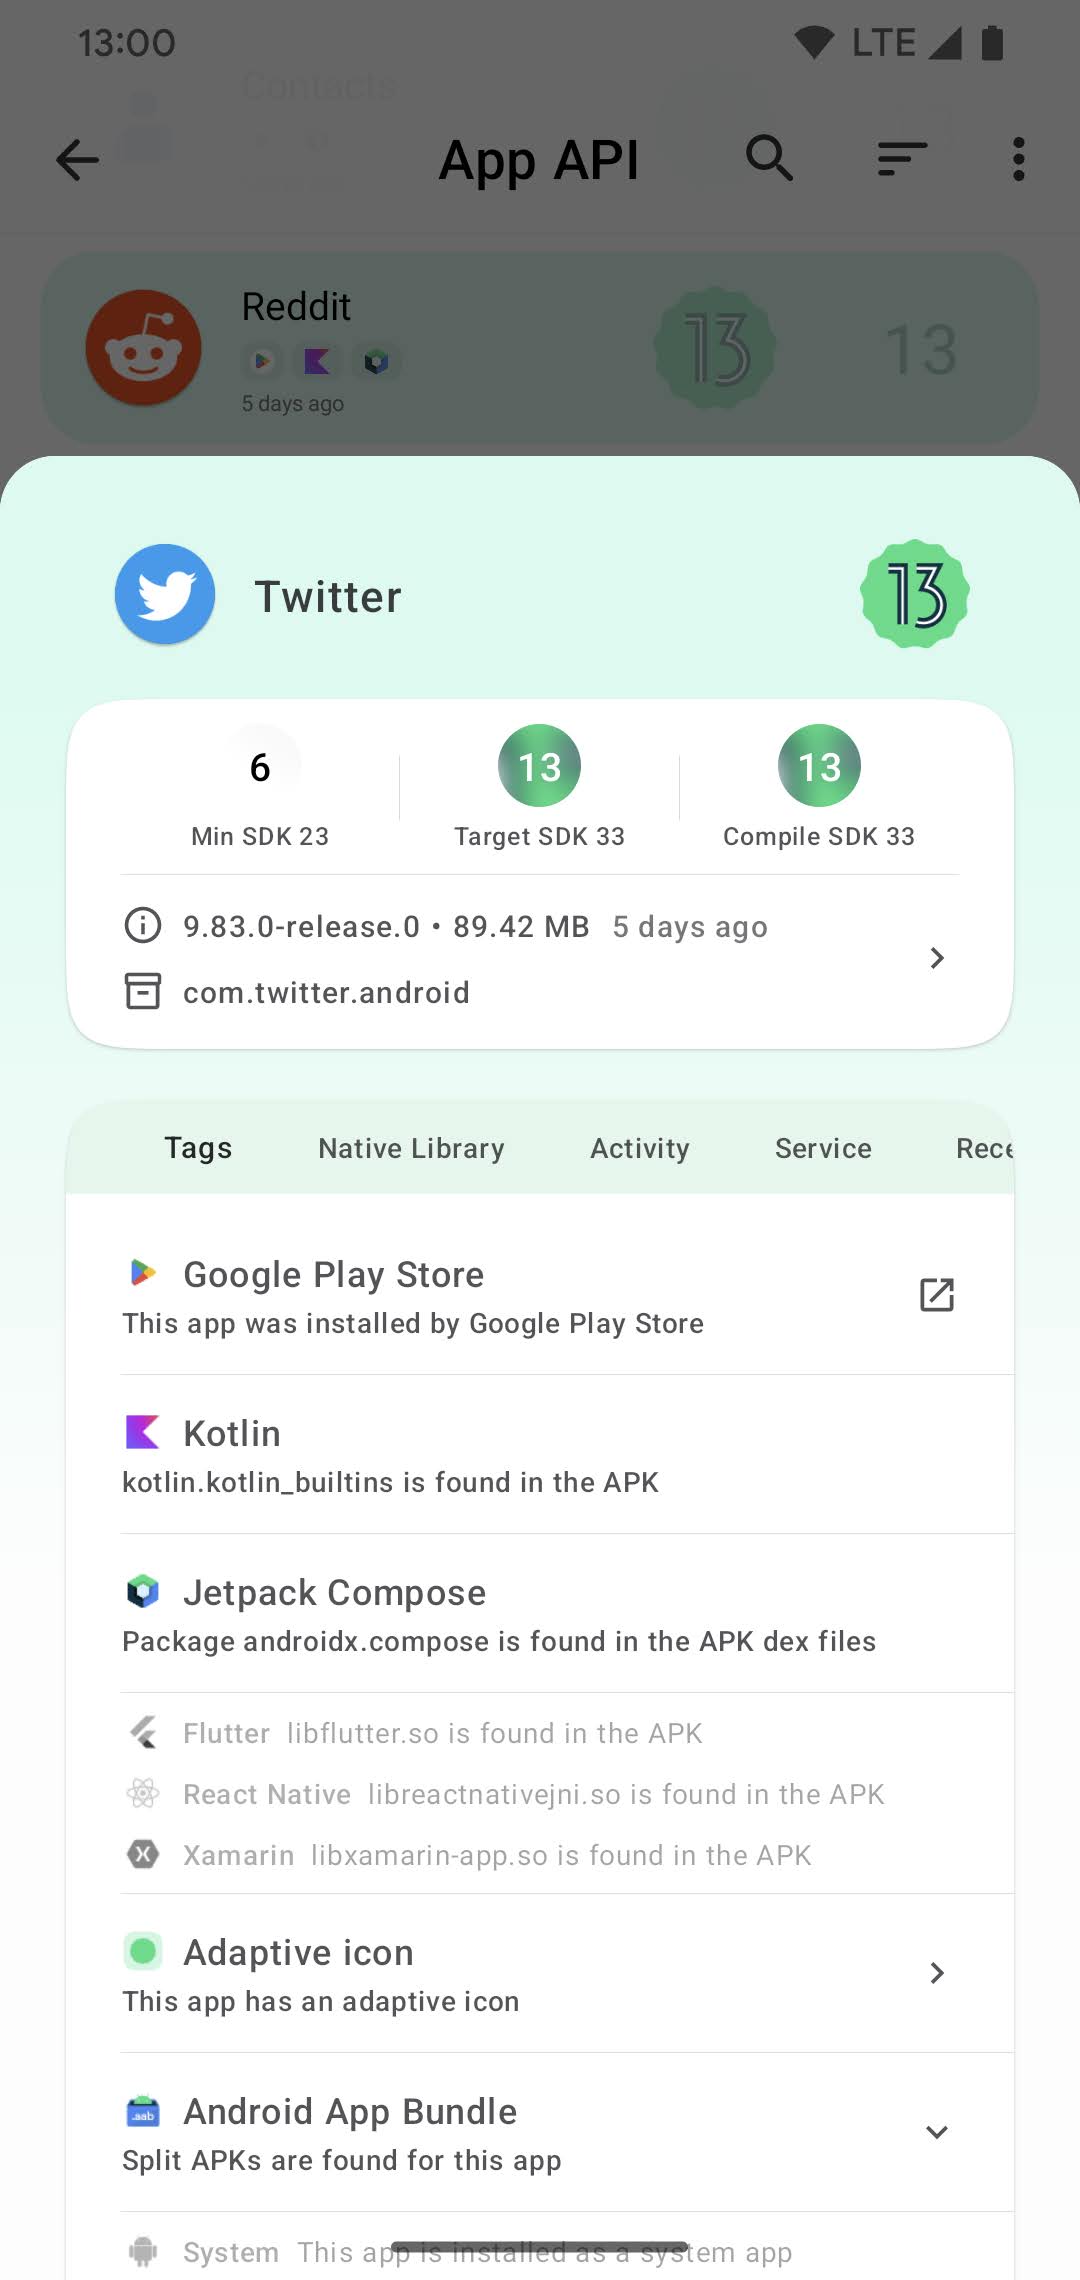 13:00 LTE
Contacts
App API
Reddit
13 13
5 days ago
Twitter
13
6 13 13
Min SDK 23 Target SDK 33 Compile SDK 33
9.83.0-release.0 • 89.42 MB 5 days ago
com.twitter.android
Tags Native Library Activity Service Rece
Google Play Store
This app was installed by Google Play Store
Kotlin
kotlin.kotlin_builtins is found in the APK
Jetpack Compose
Package androidx.compose is found in the APK dex files
Flutter libflutter.so is found in the APK
React Native libreactnativejni.so is found in the APK
Xamarin libxamarin-app.so is found in the APK
Adaptive icon
This app has an adaptive icon
.aab Android App Bundle
Split APKs are found for this app
System This app is installed as a system app